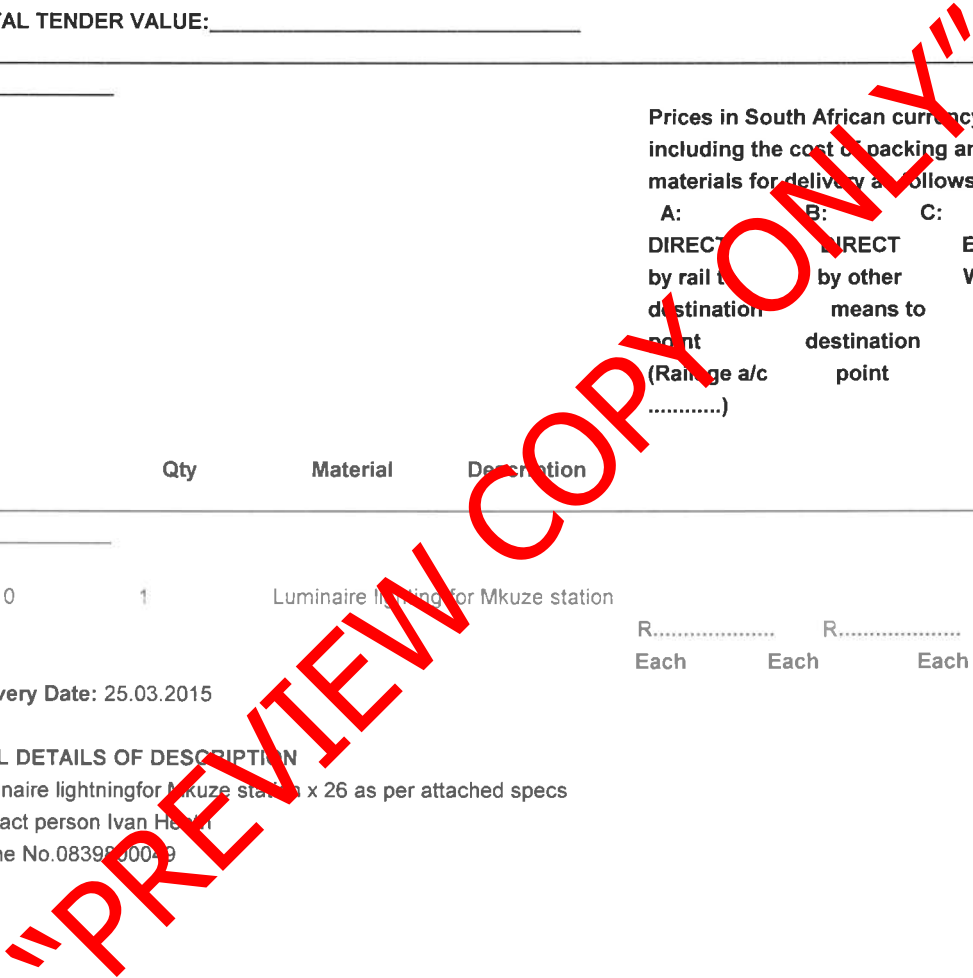 AL TENDER VALUE:
Prices in South African currency
including the cost of packing an
materials for delivery as follows
A: B: C:
DIRECT DIRECT E
by rail to by other W
destination means to
point destination
(Railage a/c point
............)
Qty Material Description
0 1 Luminaire lighting for Mkuze station
R.................... R....................
Each Each Each
very Date: 25.03.2015
L DETAILS OF DESCRIPTION
naire lightningfor Mkuze station x 26 as per attached specs
act person Ivan
ne No.
"PREVIEW COPY ONLY"